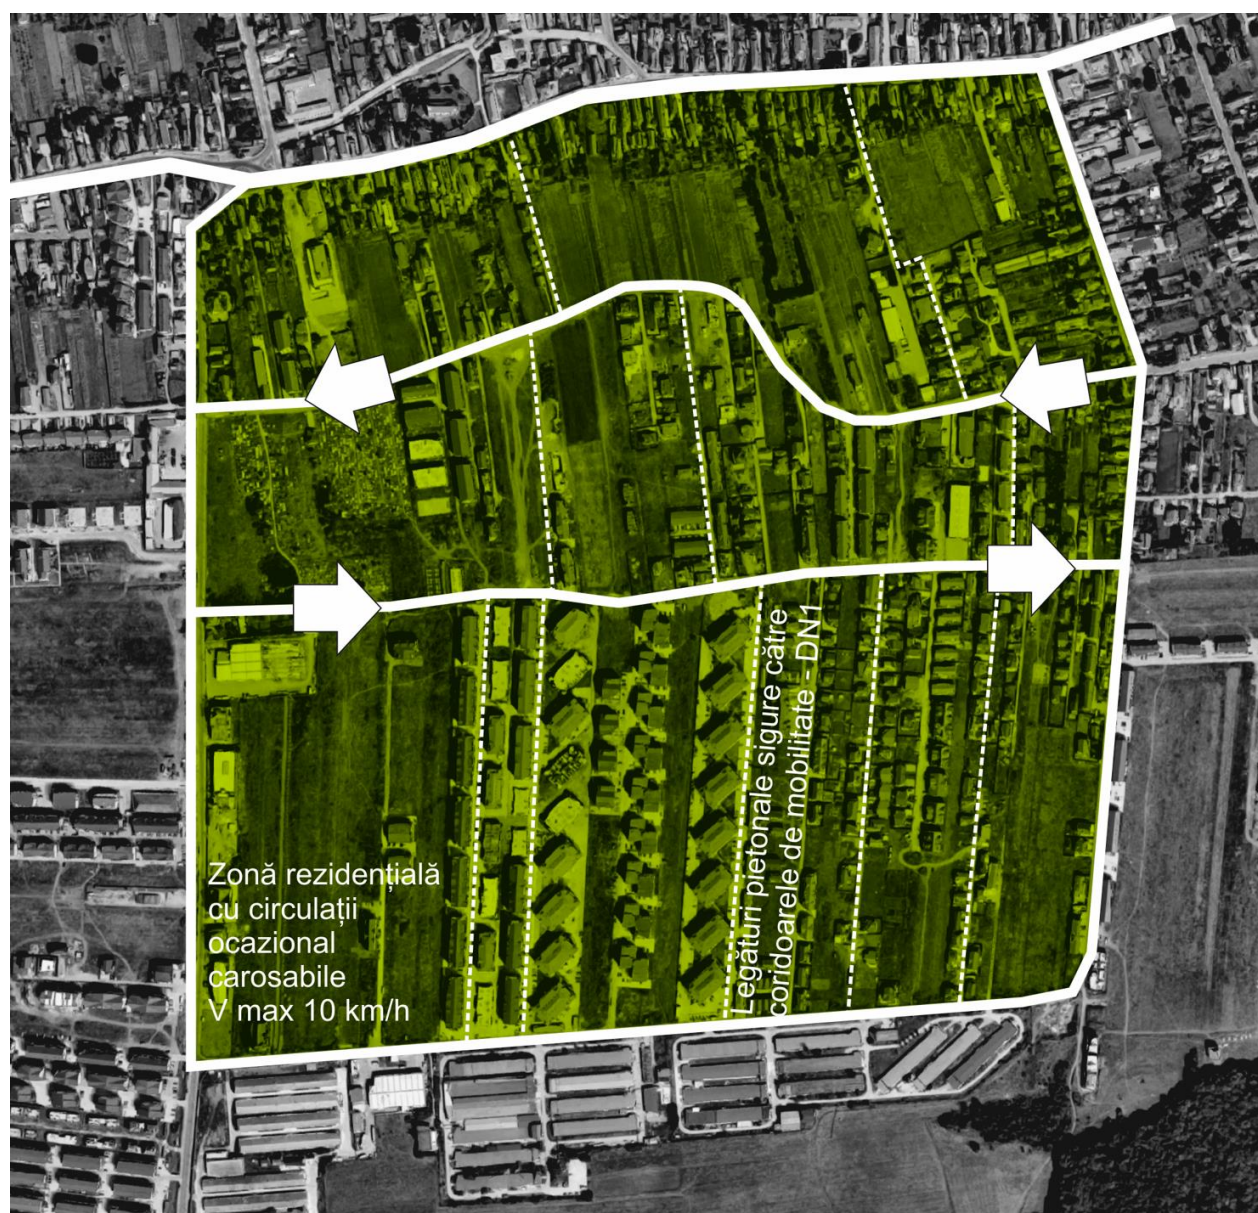 Zonă rezidențială
cu circulații
ocazional
carosabile
V max 10 km/h
Legături pietonale sigure către
coridoarele de mobilitate - DN1